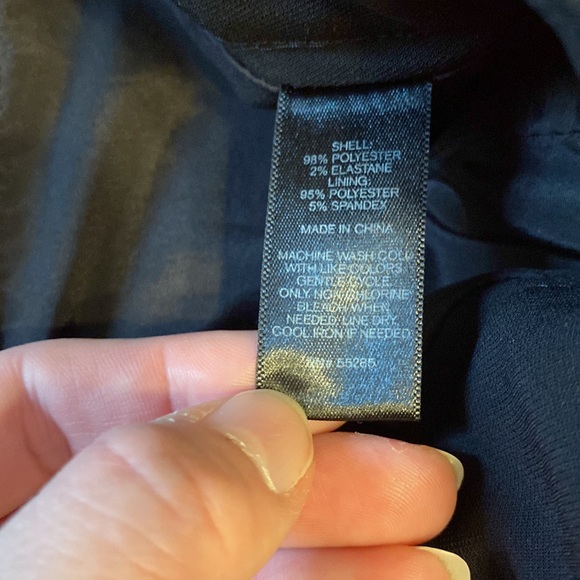 SHELL:
98% POLYESTER
2% ELASTANE
LINING:
95% POLYESTER
5% SPANDEX
MADE IN CHINA
MACHINE WASH COLD
WITH LIKE COLORS
GENTLE CYCLE.
ONLY NON-CHLORINE
BLEACH WHEN
NEEDED LINE DRY.
COOL IRON IF NEEDED.
55285